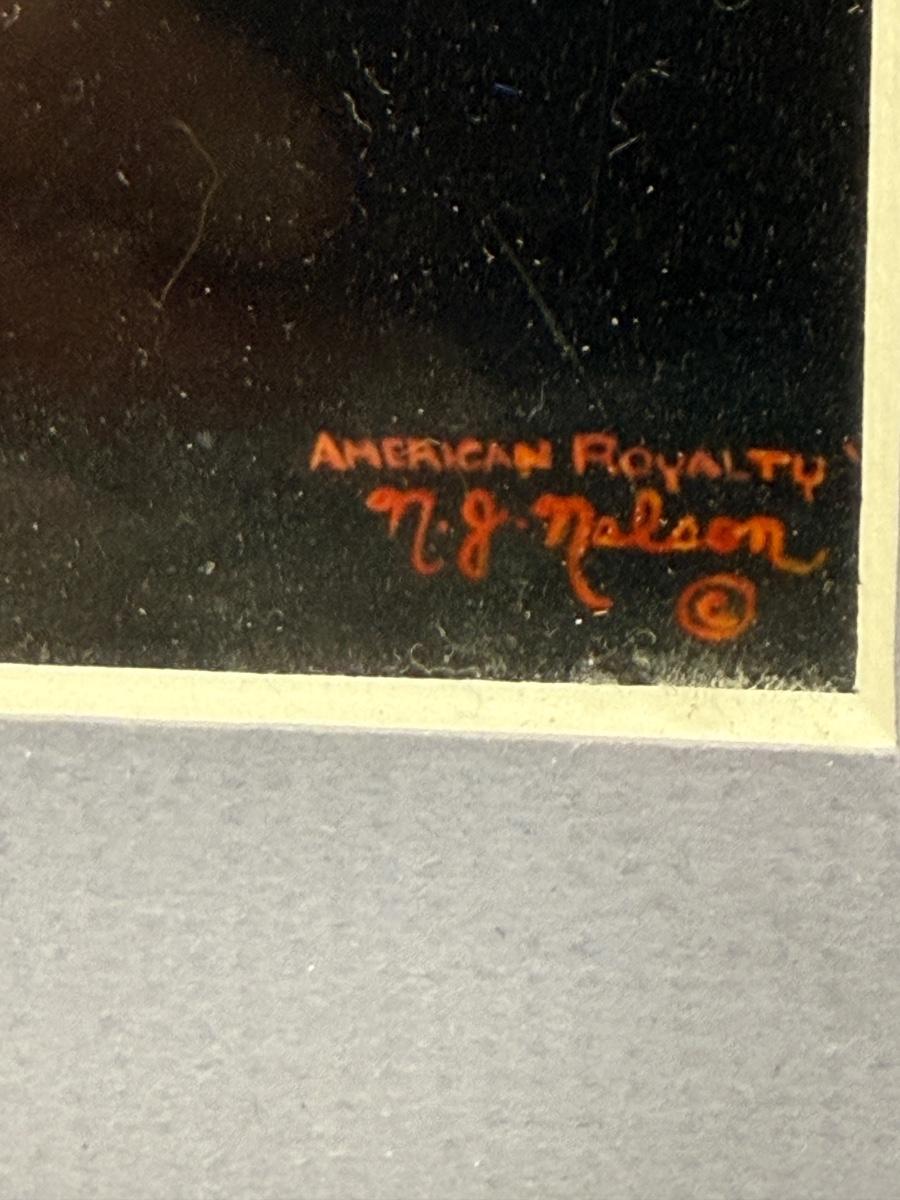 AMERICAN ROYALTY"
N. J. Nelson
©